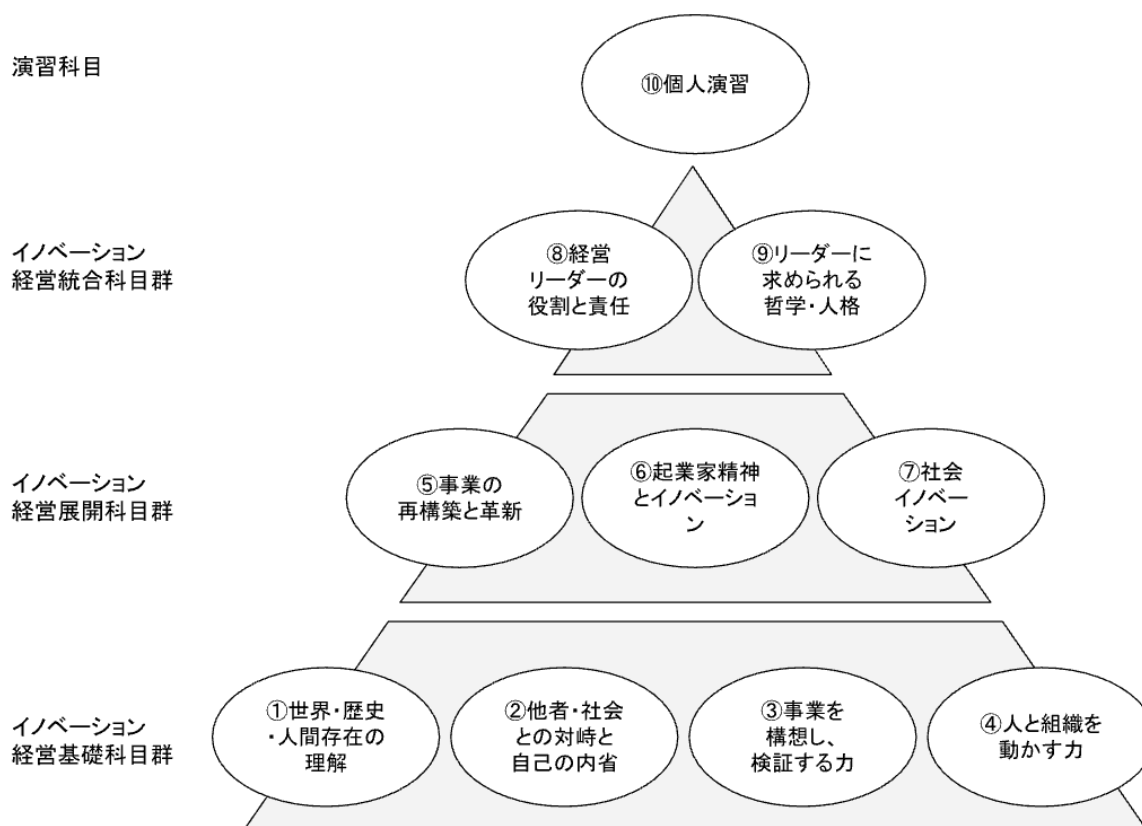 演習科目
⑩個人演習
イノベーション
経営統合科目群
⑧経営
リーダーの
役割と責任
⑨リーダーに
求められる
哲学・人格
イノベーション
経営展開科目群
⑤事業の
再構築と革新
⑥起業家精神
とイノベーショ
ン
⑦社会
イノベー
ション
イノベーション
経営基礎科目群
①世界・歴史
・人間存在の
理解
②他者・社会
との対峙と
自己の内省
③事業を
構想し、
検証する力
④人と組織を
動かす力